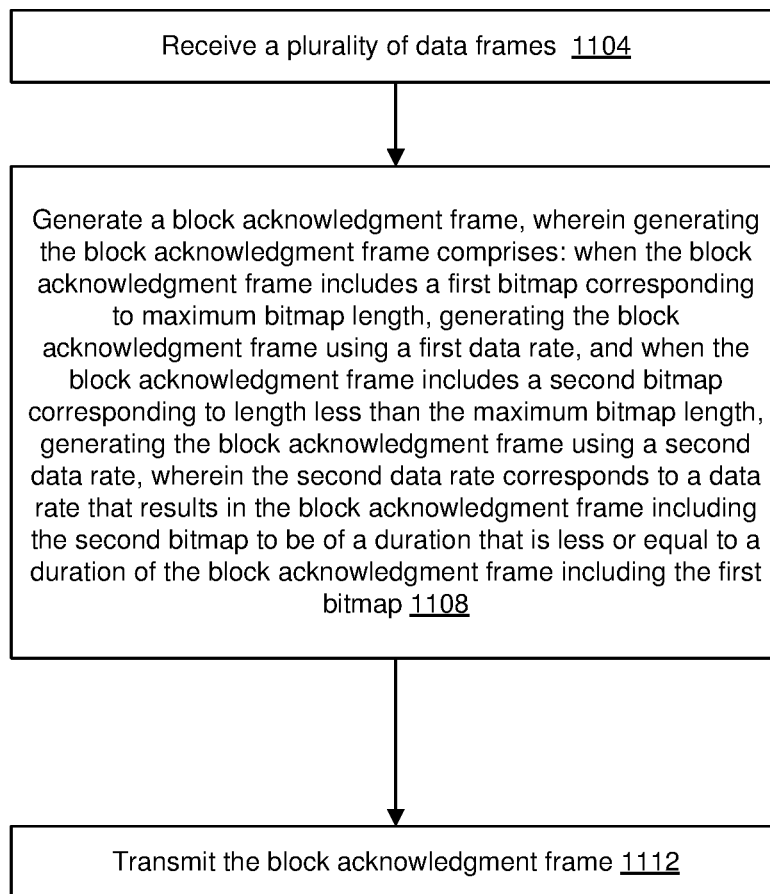 Receive a plurality of data frames 1104
Generate a block acknowledgment frame, wherein generating
the block acknowledgment frame comprises: when the block
acknowledgment frame includes a first bitmap corresponding
to maximum bitmap length, generating the block
acknowledgment frame using a first data rate, and when the
block acknowledgment frame includes a second bitmap
corresponding to length less than the maximum bitmap length,
generating the block acknowledgment frame using a second
data rate, wherein the second data rate corresponds to a data
rate that results in the block acknowledgment frame including
the second bitmap to be of a duration that is less or equal to a
duration of the block acknowledgment frame including the first
bitmap 1108
Transmit the block acknowledgment frame 1112